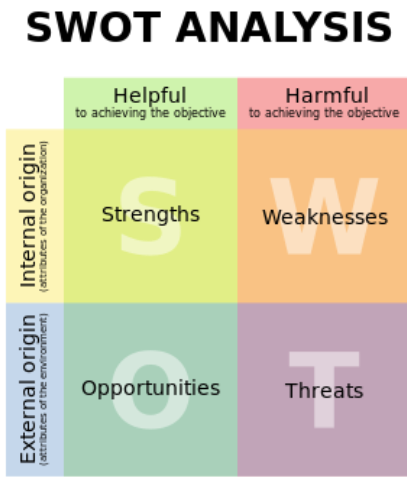 SWOT ANALYSIS
Helpful
to achieving the objective
Harmful
to achieving the objective
Internal origin
(attributes of the organization)
S
Strengths
W
Weaknesses
External origin
(attributes of the environment)
O
Opportunities
T
Threats